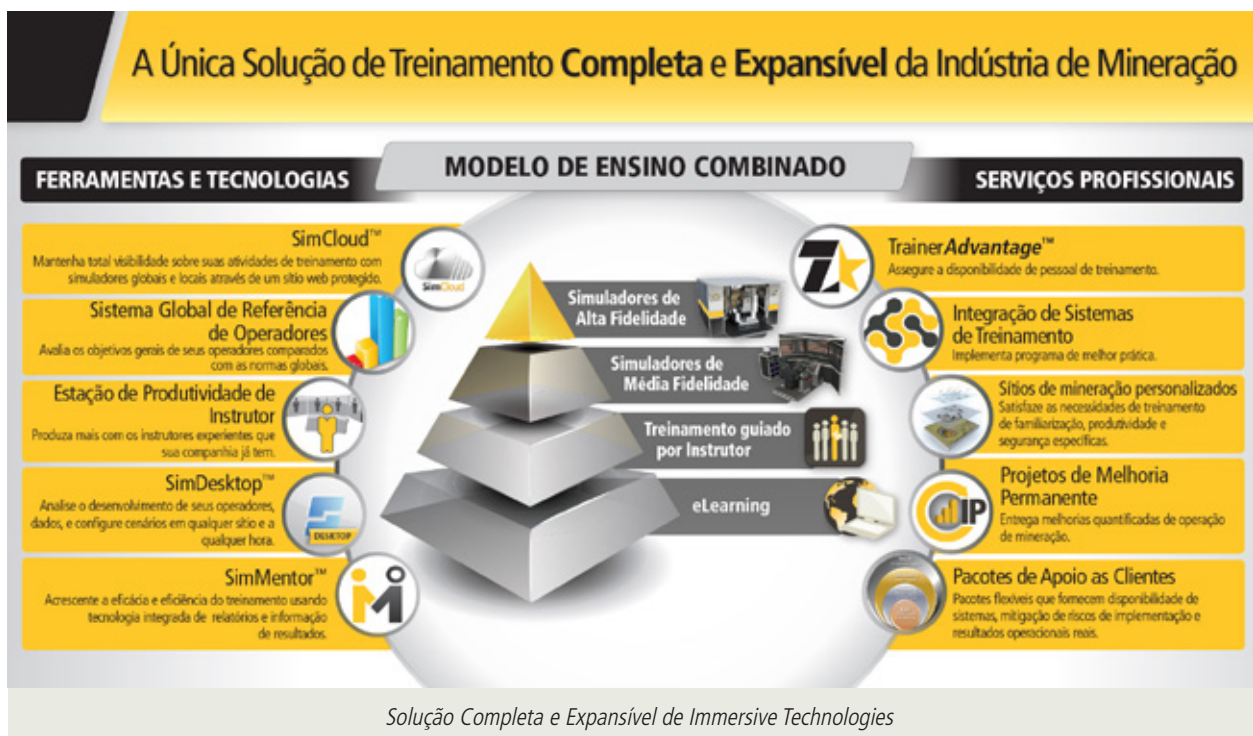 A Única Solução de Treinamento Completa e Expansível da Indústria de Mineração
FERRAMENTAS E TECNOLOGIAS
MODELO DE ENSINO COMBINADO
SERVIÇOS PROFISSIONAIS
SimCloud™
Mantenha total visibilidade sobre suas atividades de treinamento com
simuladores globais e locais através de um sítio web protegido.
SimCloud
Sistema Global de Referência
de Operadores
Avalia os objetivos gerais de seus operadores comparados
com as normas globais.
Estação de Produtividade de
Instrutor
Produza mais com os instrutores experientes que
sua companhia já tem.
SimDesktop™
Analise o desenvolvimento de seus operadores,
dados, e configure cenários em qualquer sítio e a
qualquer hora.
DESKTOP
SimMentor™
Acrescente a eficácia e eficiência do treinamento usando
tecnologia integrada de relatórios e informação
de resultados.
Simuladores de
Alta Fidelidade
Simuladores de
Média Fidelidade
Treinamento guiado
por Instrutor
eLearning
TrainerAdvantage™
Assegure a disponibilidade de pessoal de treinamento.
Integração de Sistemas
de Treinamento
Implementa programa de melhor prática.
Sítios de mineração personalizados
Satisfaze as necessidades de treinamento
de familiarização, produtividade e
segurança específicas.
CIP
Projetos de Melhoria
Permanente
Entrega melhorias quantificadas de operação
de mineração.
Pacotes de Apoio as Clientes
Pacotes flexíveis que fornecem disponibilidade de
sistemas, mitigação de riscos de implementação e
resultados operacionais reais.
Solução Completa e Expansível de Immersive Technologies